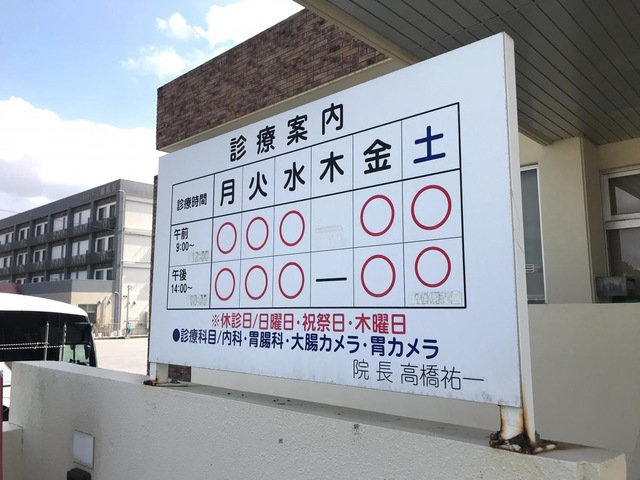 診療案内
診療時間 月 火 水 木 金 土
午前 9:00〜 ○ ○ ○ ○ ○
午後 14:00〜 ○ ○ ○ — ○ ○
※休診日/日曜日・祝祭日・木曜日
●診療科目/内科・胃腸科・大腸カメラ・胃カメラ
院長 高橋祐一